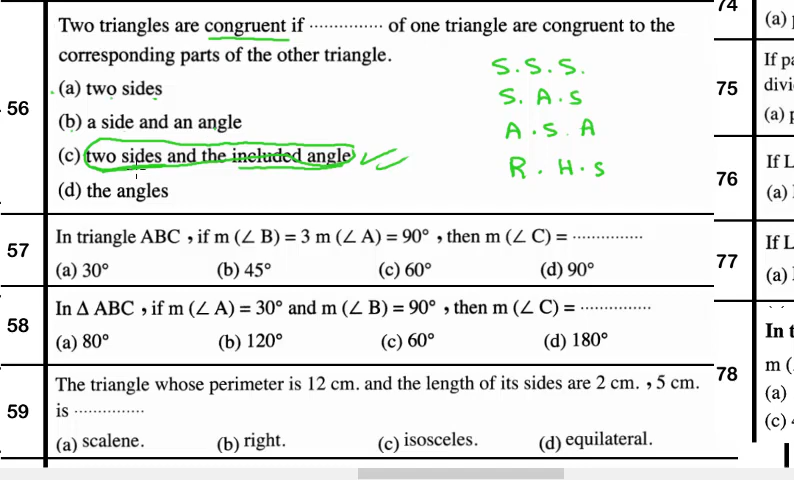 56
Two triangles are congruent if ............... of one triangle are congruent to the
corresponding parts of the other triangle.
(a) two sides
(b) a side and an angle
(c) two sides and the included angle
(d) the angles
S.S.S.
S. A.S
A.S. A
R. H.S
57
In triangle ABC , if m (∠ B) = 3 m (∠ A) = 90° , then m (∠ C) = ...............
(a) 30° (b) 45° (c) 60° (d) 90°
58
In Δ ABC , if m (∠ A) = 30° and m (∠ B) = 90° , then m (∠ C) = ...............
(a) 80° (b) 120° (c) 60° (d) 180°
59
The triangle whose perimeter is 12 cm. and the length of its sides are 2 cm. , 5 cm.
is ...............
(a) scalene. (b) right. (c) isosceles. (d) equilateral.
74
(a)
75
If
(a)
76
If L
(a)
77
If L
(a)
78
In
m (
(a)
(c)